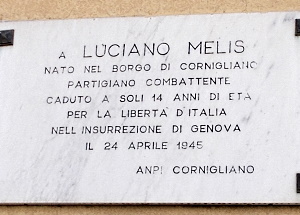 A LUCIANO MELIS
NATO NEL BORGO DI CORNIGLIANO
PARTIGIANO COMBATTENTE
CADUTO A SOLI 14 ANNI DI ETÀ
PER LA LIBERTÀ D'ITALIA
NELL'INSURREZIONE DI GENOVA
IL 24 APRILE 1945
ANPI CORNIGLIANO